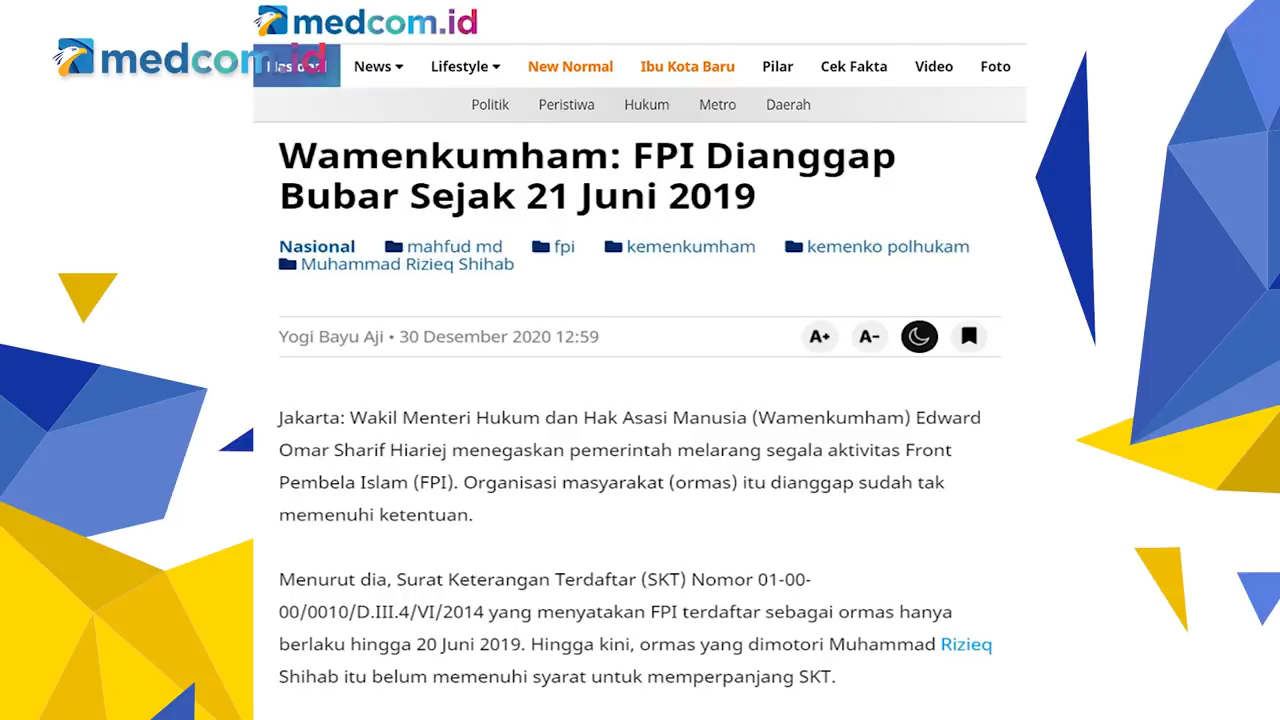 medcom.id
medcom.id
Nasional News Lifestyle New Normal Ibu Kota Baru Pilar Cek Fakta Video Foto
Politik Peristiwa Hukum Metro Daerah
Wamenkumham: FPI Dianggap
Bubar Sejak 21 Juni 2019
Nasional mahfud md fpi kemenkumham kemenko polhukam
Muhammad Rizieq Shihab
Yogi Bayu Aji • 30 Desember 2020 12:59 A+ A-
Jakarta: Wakil Menteri Hukum dan Hak Asasi Manusia (Wamenkumham) Edward
Omar Sharif Hiariej menegaskan pemerintah melarang segala aktivitas Front
Pembela Islam (FPI). Organisasi masyarakat (ormas) itu dianggap sudah tak
memenuhi ketentuan.
Menurut dia, Surat Keterangan Terdaftar (SKT) Nomor 01-00-
00/0010/D.III.4/VI/2014 yang menyatakan FPI terdaftar sebagai ormas hanya
berlaku hingga 20 Juni 2019. Hingga kini, ormas yang dimotori Muhammad Rizieq
Shihab itu belum memenuhi syarat untuk memperpanjang SKT.